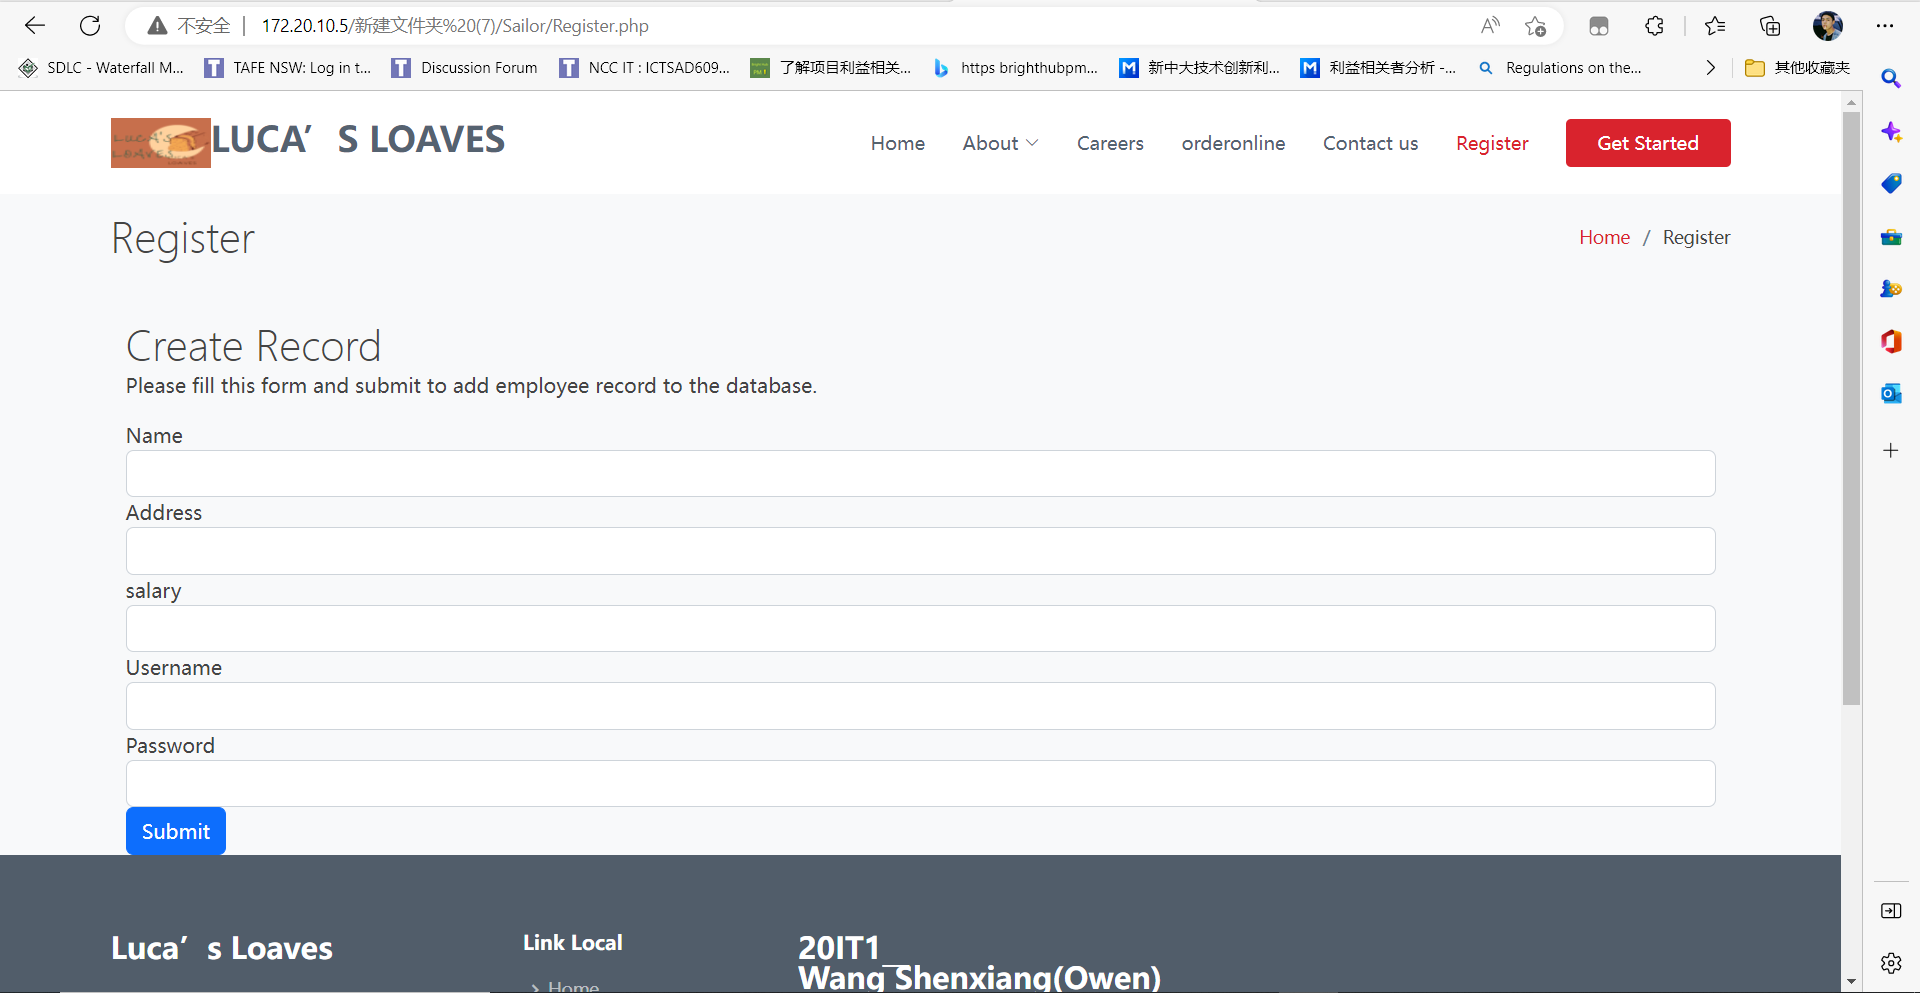 不安全 | 172.20.10.5/新建文件夹%20(7)/Sailor/Register.php
SDLC - Waterfall M... TAFE NSW: Log in t... Discussion Forum NCC IT : ICTSAD609... 了解项目利益相关... https brighthubpm... 新中大技术创新利... 利益相关者分析 -... Regulations on the... 其他收藏夹
LUCA'S LOAVES
LUCA’S LOAVES
Home About Careers orderonline Contact us Register Get Started
Register
Home / Register
Create Record
Please fill this form and submit to add employee record to the database.
Name
Address
salary
Username
Password
Submit
Luca’s Loaves
Link Local
Home
20IT1_
Wang Shenxiang(Owen)